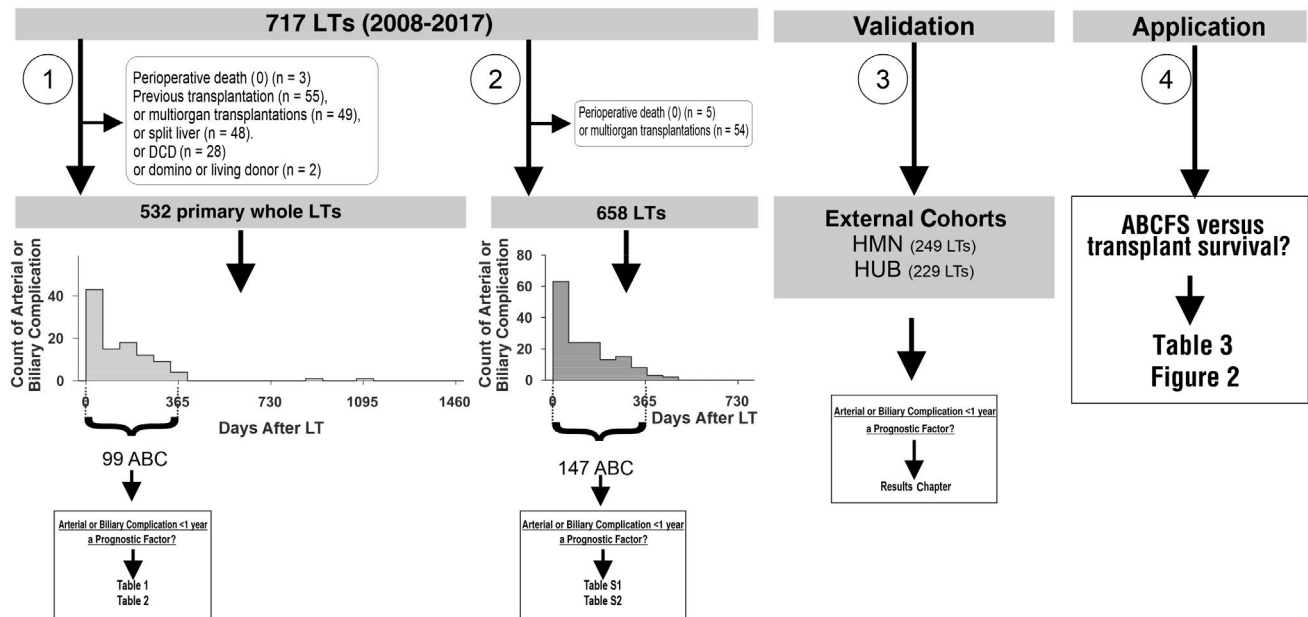 717 LTs (2008-2017)
1
Perioperative death (0) (n = 3)
Previous transplantation (n = 55),
or multiorgan transplantations (n = 49),
or split liver (n = 48).
or DCD (n = 28)
or domino or living donor (n = 2)
532 primary whole LTs
Count of Arterial or
Biliary Complication
40
20
0
0
365
730
1095
1460
Days After LT
99 ABC
Arterial or Biliary Complication <1 year
a Prognostic Factor?
Table 1
Table 2
2
Perioperative death (0) (n = 5)
or multiorgan transplantations (n = 54)
658 LTs
Count of Arterial or
Biliary Complication
80
60
40
20
0
0
365
730
Days After LT
147 ABC
Arterial or Biliary Complication <1 year
a Prognostic Factor?
Table S1
Table S2
Validation
3
External Cohorts
HMN (249 LTs)
HUB (229 LTs)
Arterial or Biliary Complication <1 year
a Prognostic Factor?
Results Chapter
Application
4
ABCFS versus
transplant survival?
Table 3
Figure 2